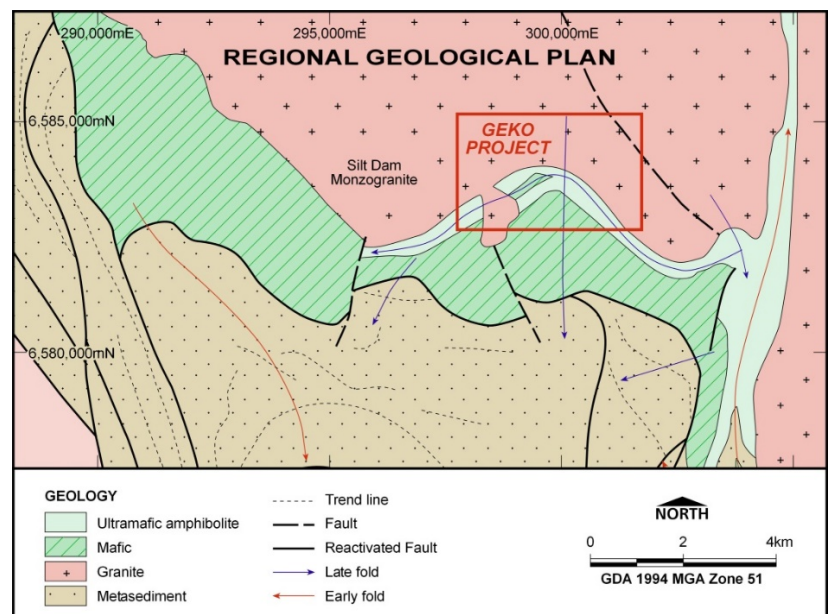 290,000mE
295,000mE
300,000mE
REGIONAL GEOLOGICAL PLAN
6,585,000mN
GEKO
PROJECT
Silt Dam
Monzogranite
6,580,000mN
GEOLOGY
Ultramafic amphibolite
Mafic
Granite
Metasediment
Trend line
Fault
Reactivated Fault
Late fold
Early fold
NORTH
0 2 4km
GDA 1994 MGA Zone 51